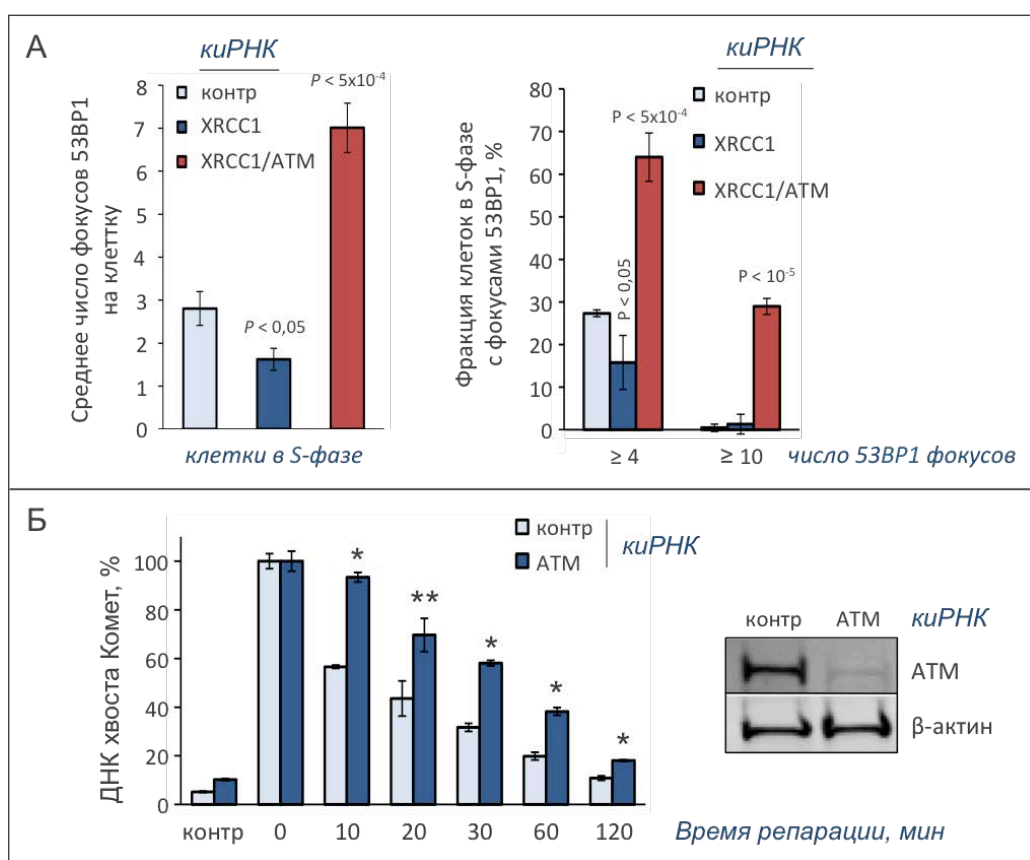 А
киРНК
контр
XRCC1
XRCC1/ATM
P < 5x10-4
P < 0,05
Среднее число фокусов 53BP1
на клеттку
8
7
6
5
4
3
2
1
0
клетки в S-фазе
киРНК
контр
XRCC1
XRCC1/ATM
P < 5x10-4
P < 0,05
P < 10-5
Фракция клеток в S-фазе
с фокусами 53BP1, %
80
70
60
50
40
30
20
10
0
≥ 4
≥ 10
число 53BP1 фокусов
Б
контр
ATM
киРНК
ДНК хвоста Комет, %
100
80
60
40
20
0
*
**
*
*
*
контр 0 10 20 30 60 120
Время репарации, мин
контр ATM киРНК
ATM
β-актин